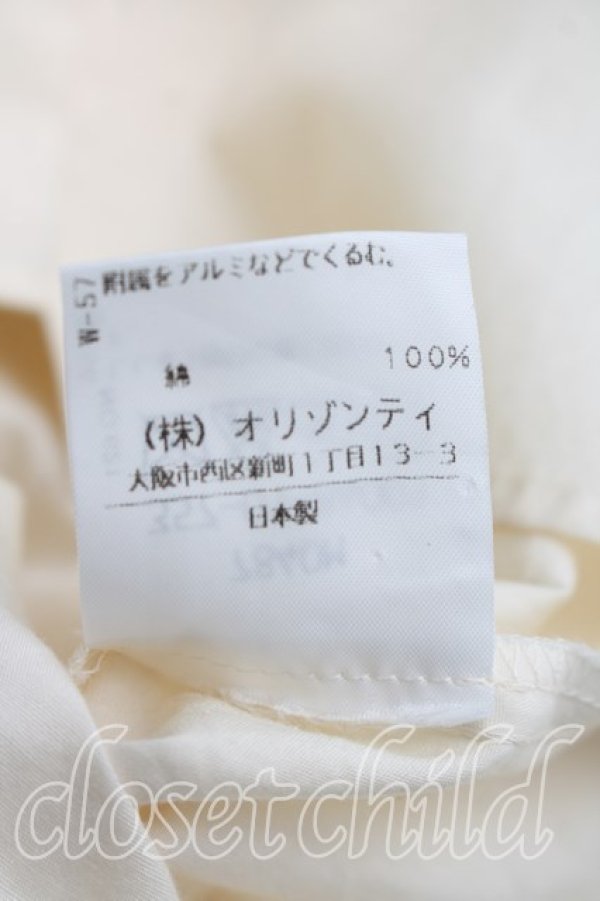 附属をアルミなどでくるむ、
W-57
綿 100%
(株) オリゾンティ
大阪市西区新町1丁目13-3
日本製
closet child